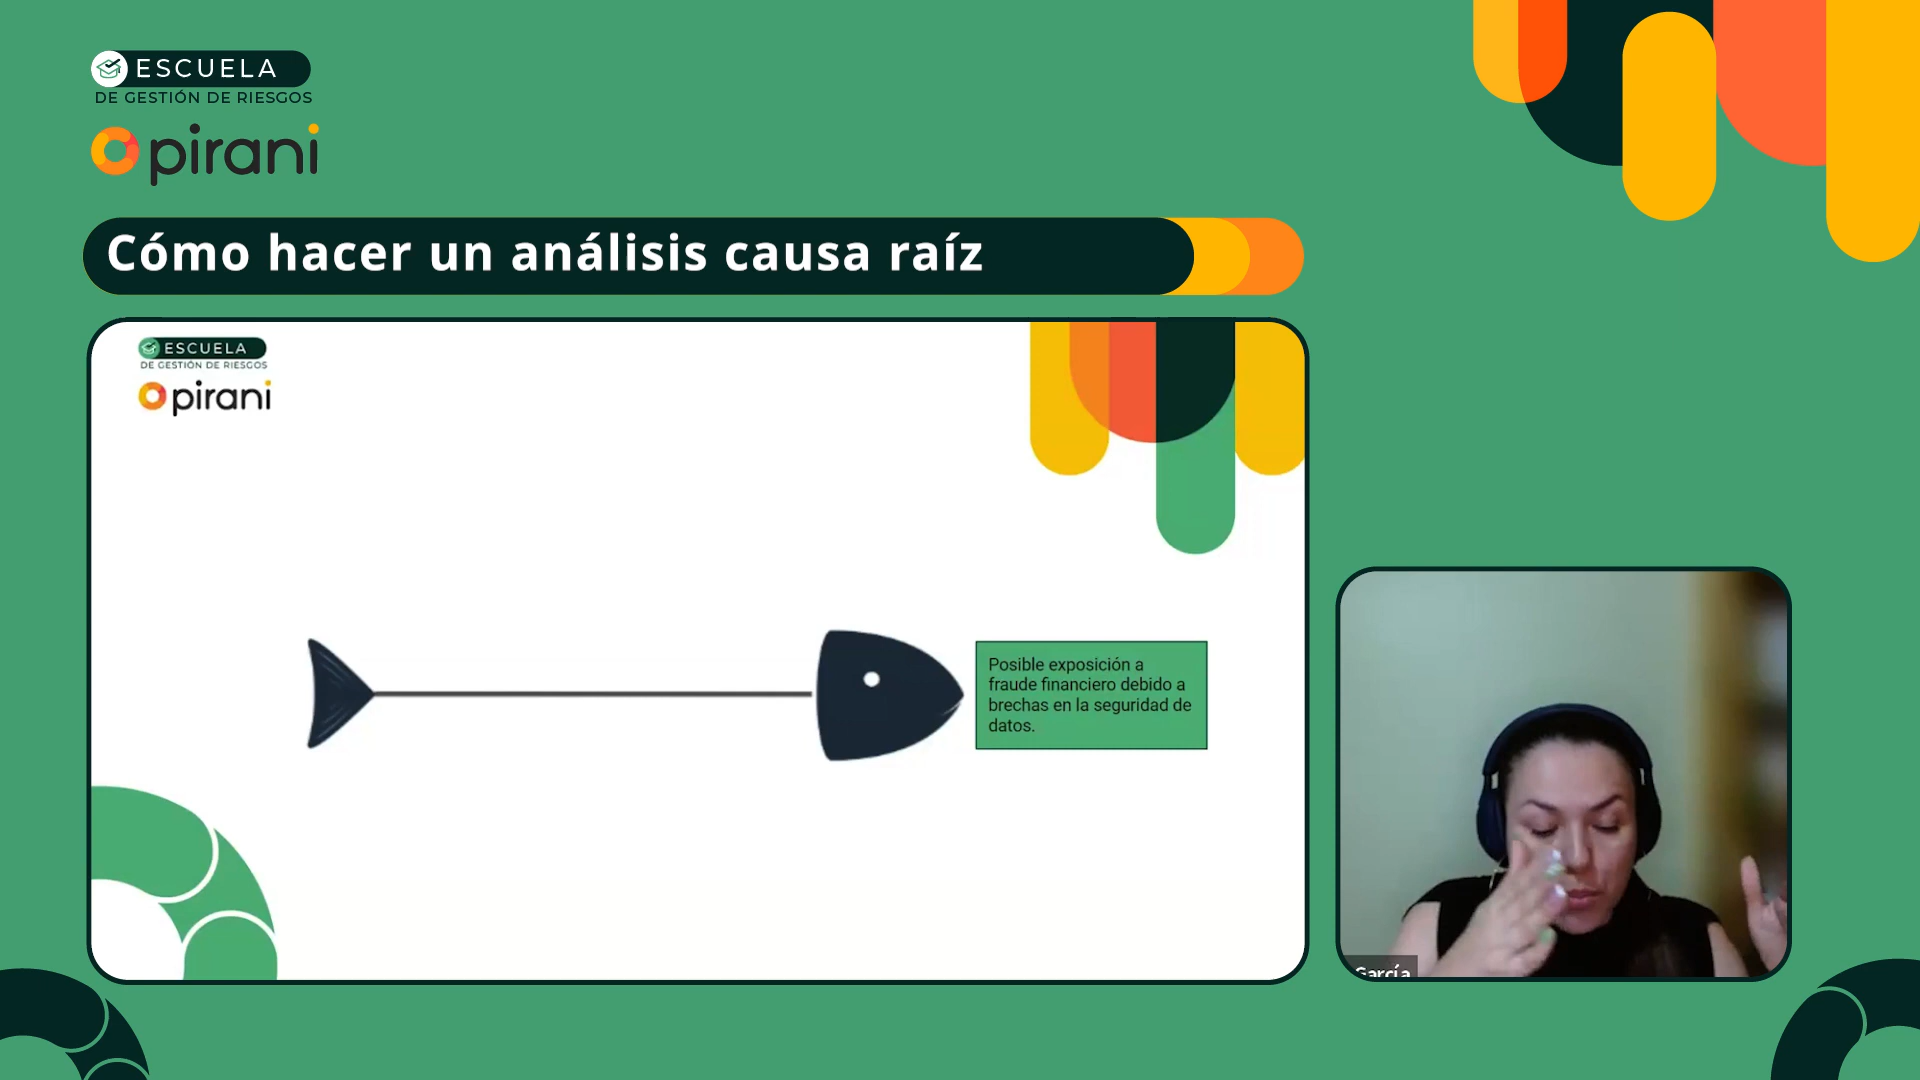 ESCUELA
DE GESTIÓN DE RIESGOS
pirani
Cómo hacer un análisis causa raíz
ESCUELA
DE GESTIÓN DE RIESGOS
pirani
Posible exposición a
fraude financiero debido a
brechas en la seguridad de
datos.
García